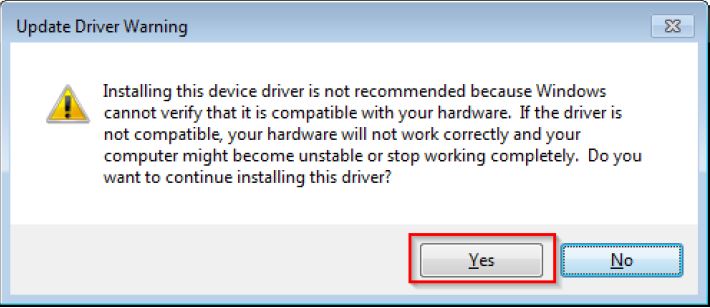 Update Driver Warning
Installing this device driver is not recommended because Windows
cannot verify that it is compatible with your hardware.  If the driver is
not compatible, your hardware will not work correctly and your
computer might become unstable or stop working completely.  Do you
want to continue installing this driver?
Yes
No